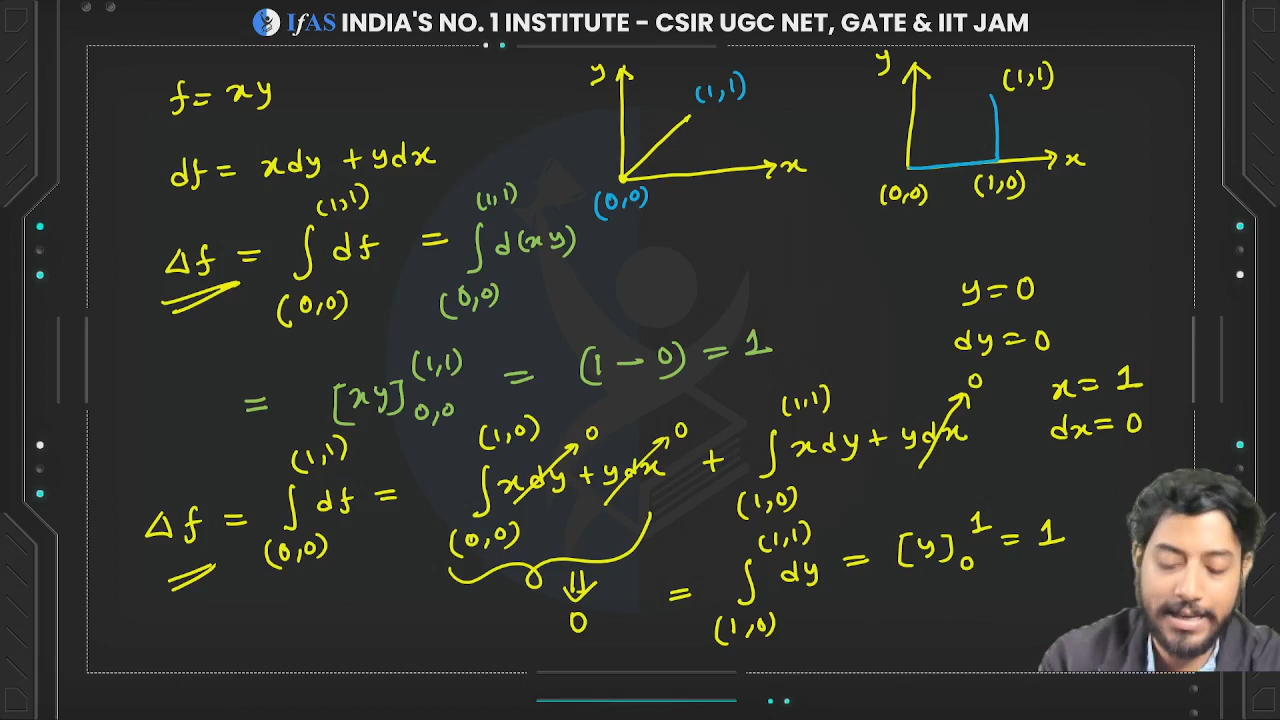 IFAS INDIA'S NO. 1 INSTITUTE - CSIR UGC NET, GATE & IIT JAM
f = xy
df = xdy + ydx
Δf = ∫ df = ∫ d(xy)
(1,1) (1,1)
(0,0) (0,0)
= [xy] (1,1) 0,0 = (1 - 0) = 1
y (1,1)
x
(0,0)
y (1,1)
x
(0,0) (1,0)
y = 0
dy = 0
x = 1
dx = 0
(1,1) (1,0) 0 0 (1,1) 0
Δf = ∫ df = ∫ xdy + ydx + ∫ xdy + ydx
(0,0) (0,0) (1,0)
⇓
0
(1,1)
= ∫ dy = [y] 1 0 = 1
(1,0)